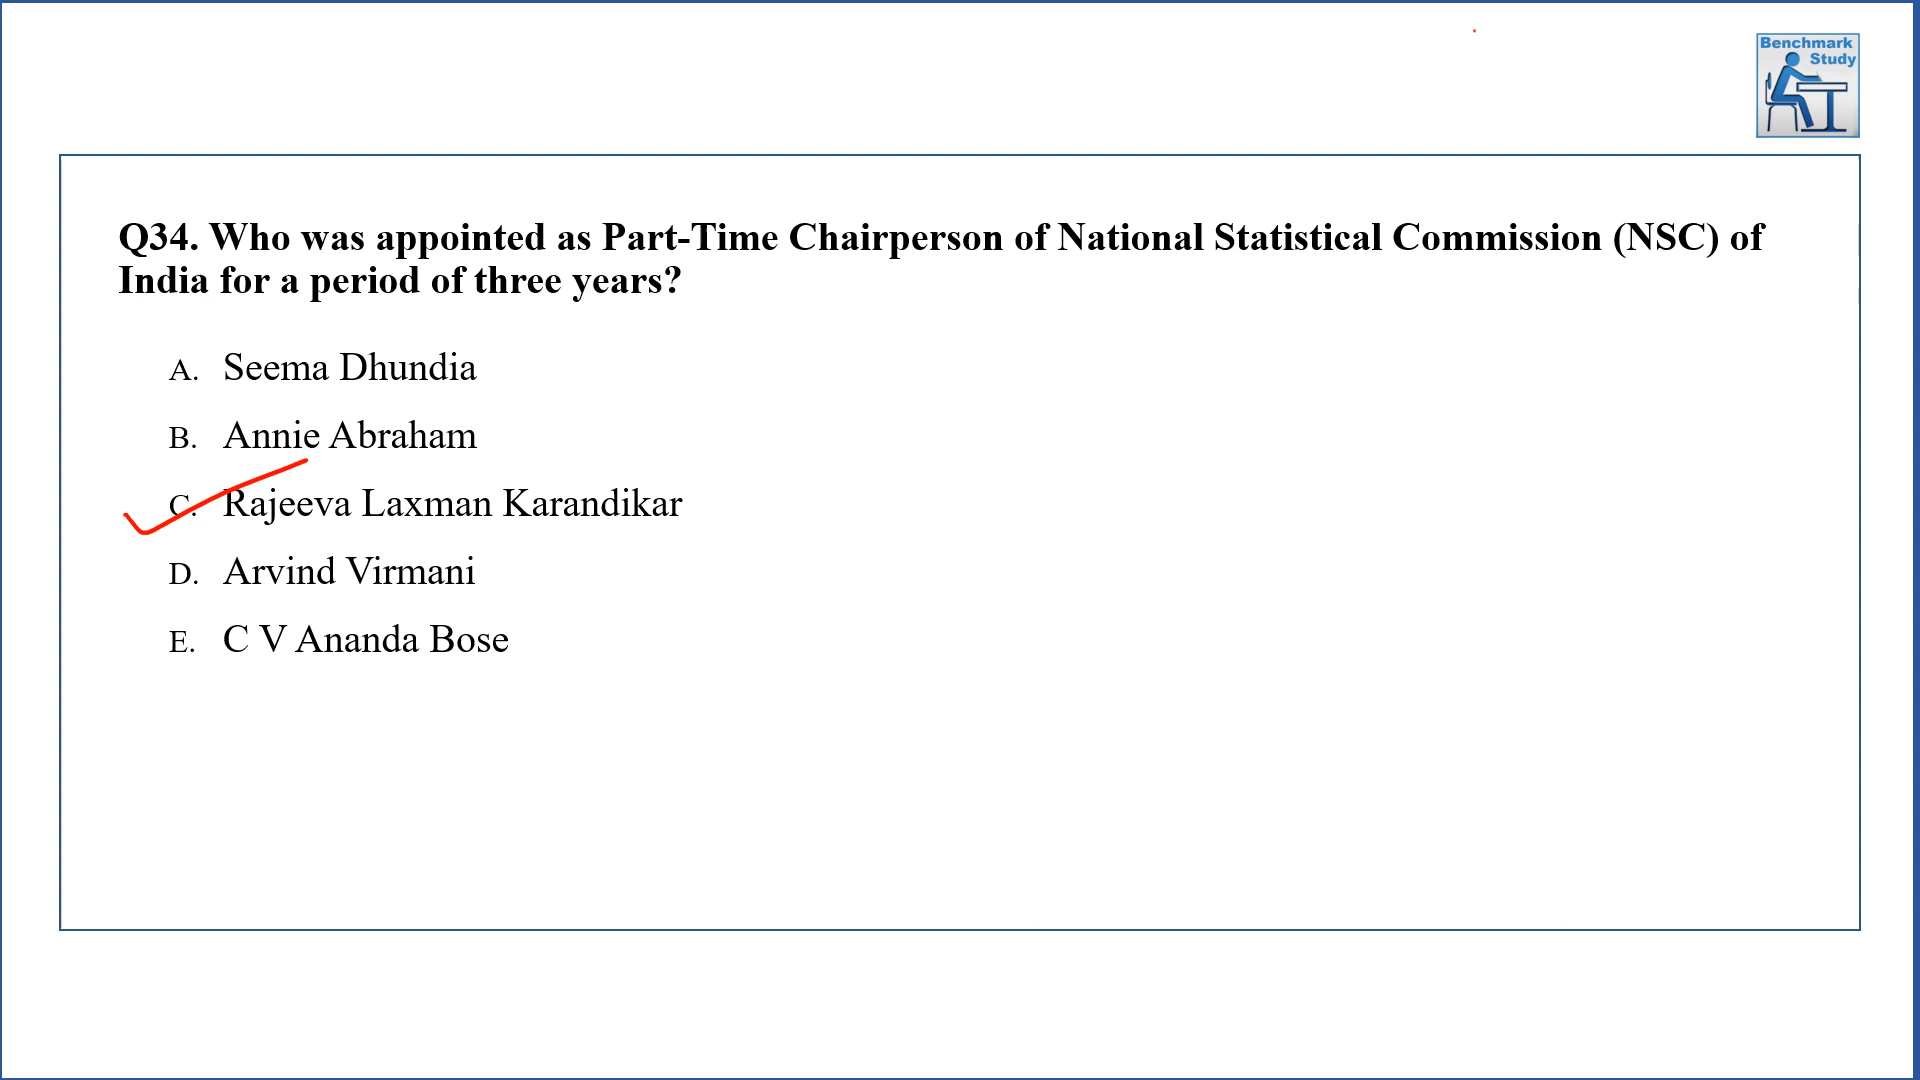 Benchmark
Study
Q34. Who was appointed as Part-Time Chairperson of National Statistical Commission (NSC) of
India for a period of three years?
A. Seema Dhundia
B. Annie Abraham
C. Rajeeva Laxman Karandikar
D. Arvind Virmani
E. C V Ananda Bose